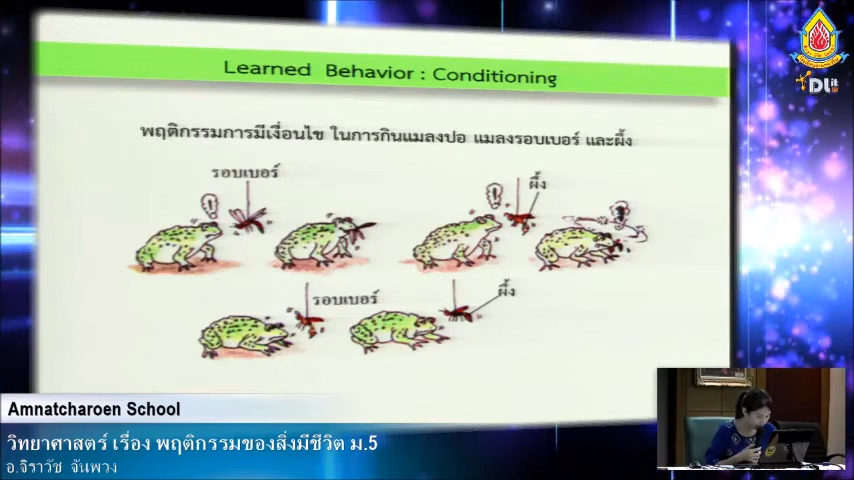 Learned Behavior : Conditioning
พฤติกรรมการมีเงื่อนไข ในการกินแมลงปอ แมลงรอบเบอร์ และผึ้ง
รอบเบอร์
ผึ้ง
รอบเบอร์
ผึ้ง
Amnatcharoen School
วิทยาศาสตร์ เรื่อง พฤติกรรมของสิ่งมีชีวิต ม.5
อ.จิราวัช จันพวง
DLit